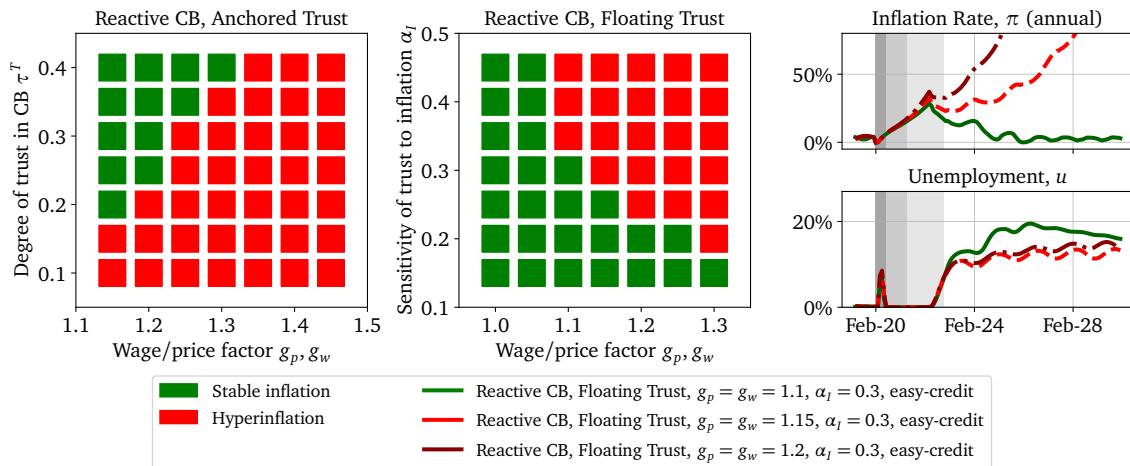 Reactive CB, Anchored Trust
Degree of trust in CB τ^T
0.4
0.3
0.2
0.1
1.1 1.2 1.3 1.4 1.5
Wage/price factor g_p, g_w
Reactive CB, Floating Trust
Sensitivity of trust to inflation α_I
0.5
0.4
0.3
0.2
0.1
1.0 1.1 1.2 1.3
Wage/price factor g_p, g_w
Inflation Rate, π (annual)
50%
0%
Unemployment, u
20%
0%
Feb-20 Feb-24 Feb-28
Stable inflation
Hyperinflation
Reactive CB, Floating Trust, g_p = g_w = 1.1, α_I = 0.3, easy-credit
Reactive CB, Floating Trust, g_p = g_w = 1.15, α_I = 0.3, easy-credit
Reactive CB, Floating Trust, g_p = g_w = 1.2, α_I = 0.3, easy-credit